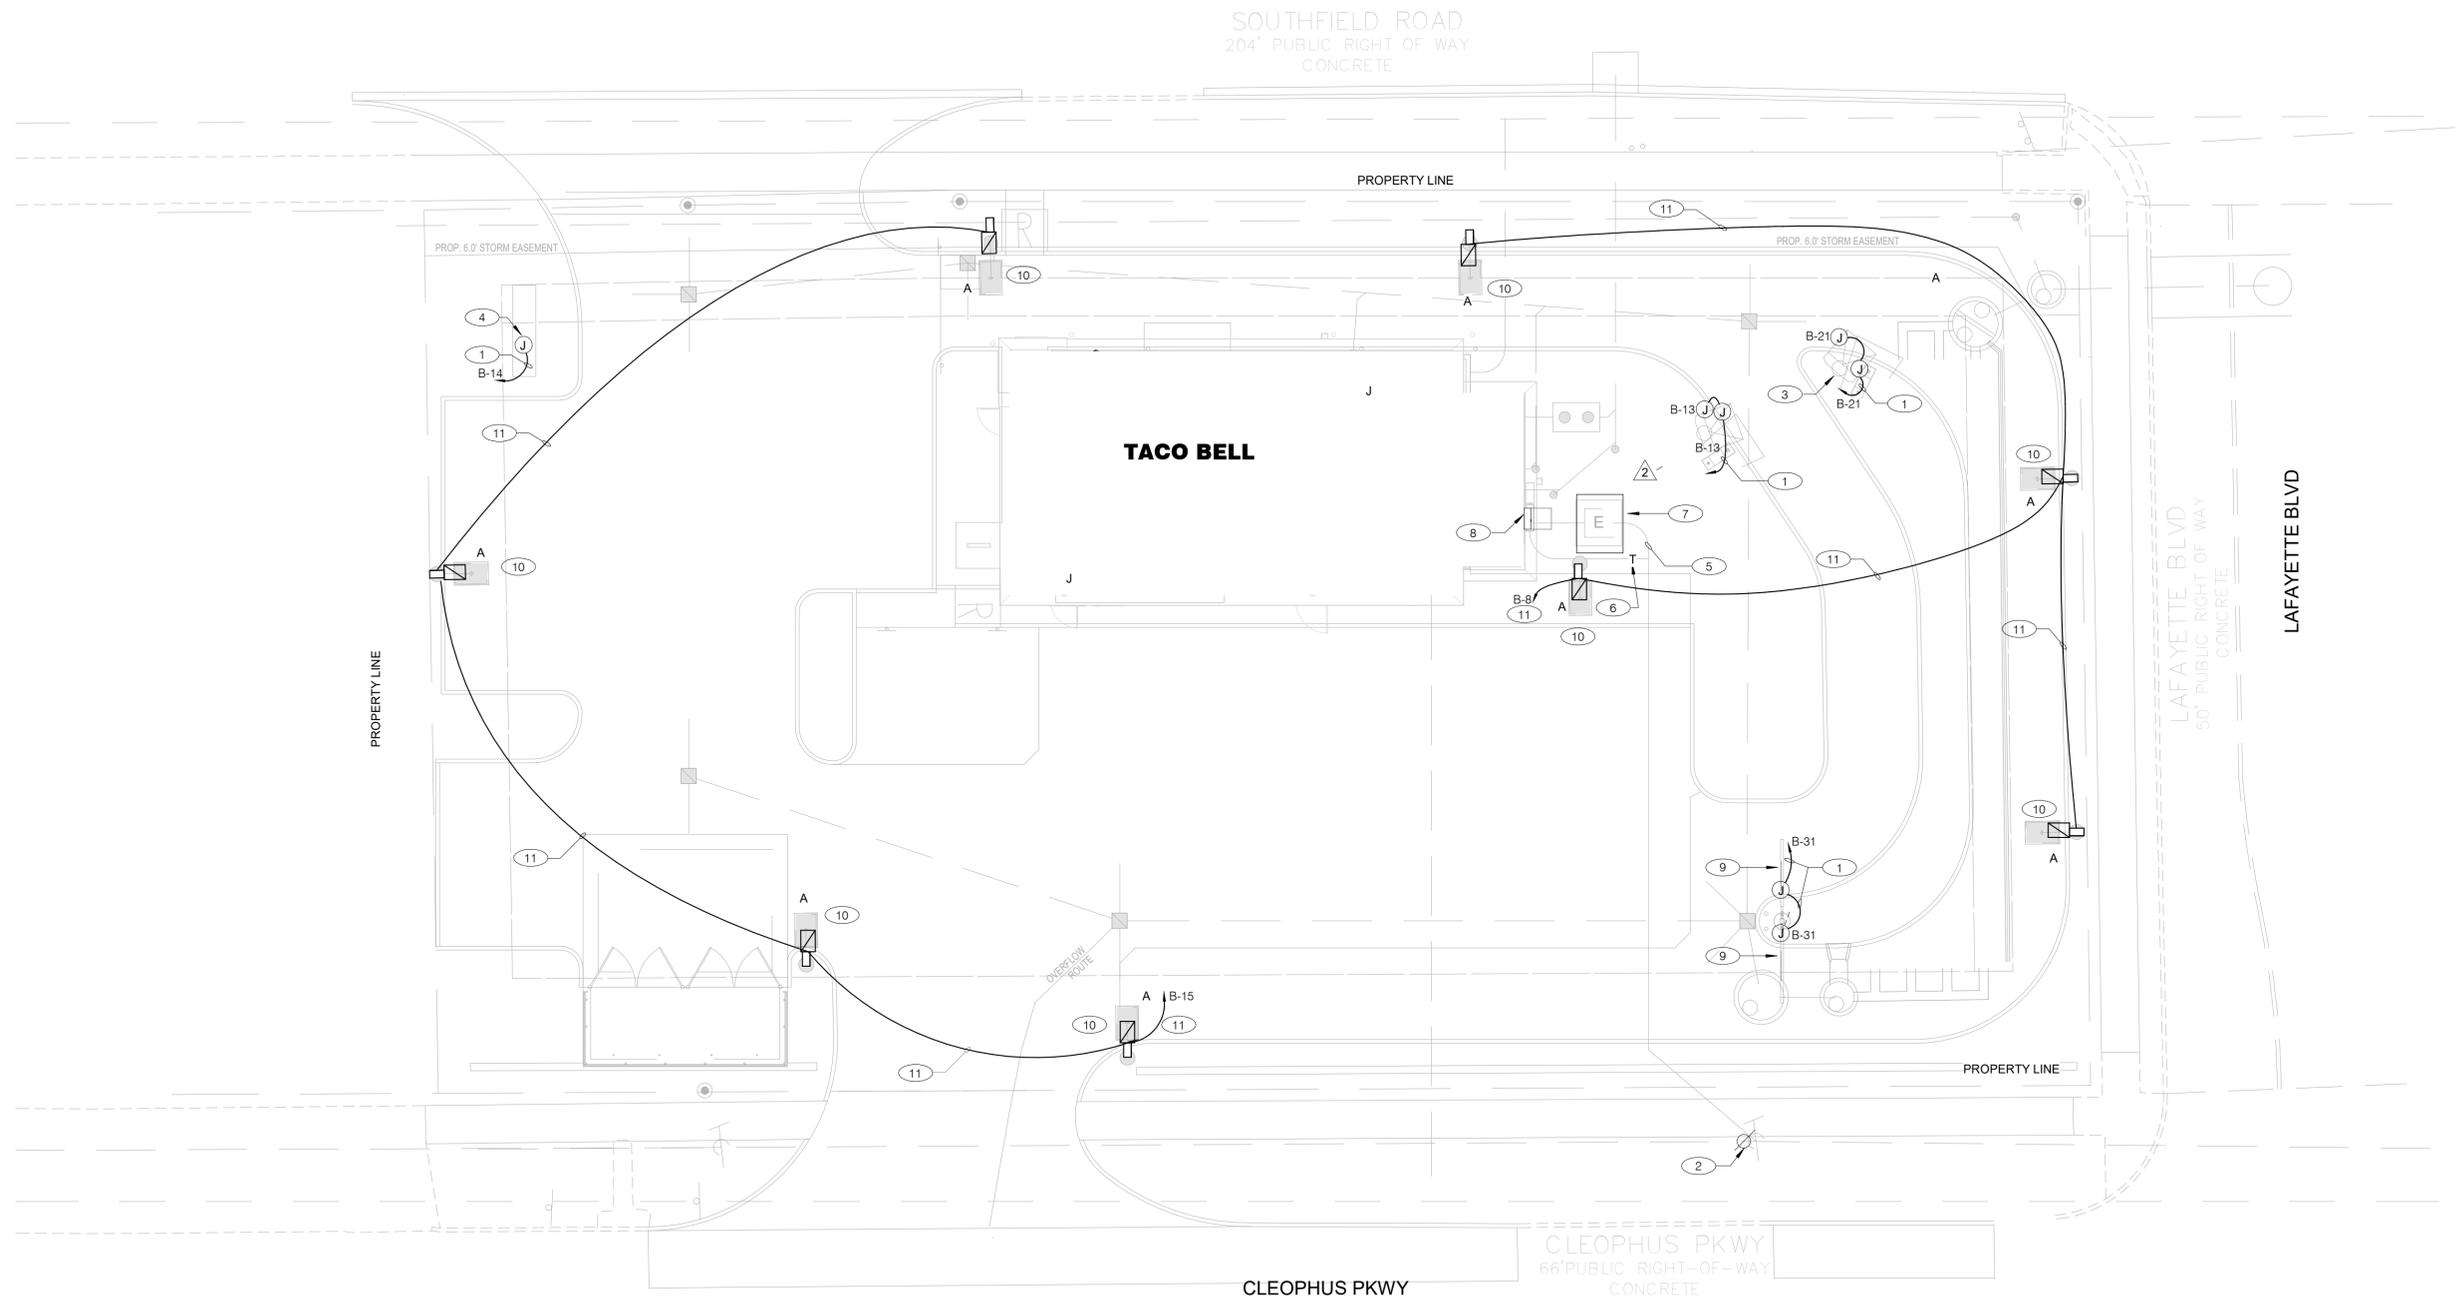 SOUTHFIELD ROAD
204' PUBLIC RIGHT OF WAY
CONCRETE
PROPERTY LINE
11
PROP. 6.0' STORM EASEMENT
PROP. 6.0' STORM EASEMENT
R
10
A
10
A
A
4
J
1
B-14
B-21
J
J
3
B-21
1
J
B-13
J
J
B-13
1
11
TACO BELL
2
10
A
E
7
8
T
5
A
10
11
B-8
11
A
6
10
J
11
PROPERTY LINE
LAFAYETTE BLVD
50' PUBLIC RIGHT OF WAY
CONCRETE
LAFAYETTE BLVD
10
A
11
B-31
9
1
J
J
B-31
9
A
10
OVERFLOW
ROUTE
A
B-15
10
11
11
PROPERTY LINE
2
CLEOPHUS PKWY
66'PUBLIC RIGHT-OF-WAY
CONCRETE
CLEOPHUS PKWY